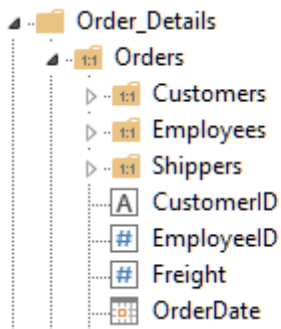 Order_Details
1:1 Orders
1:1 Customers
1:1 Employees
1:1 Shippers
A CustomerID
# EmployeeID
# Freight
OrderDate